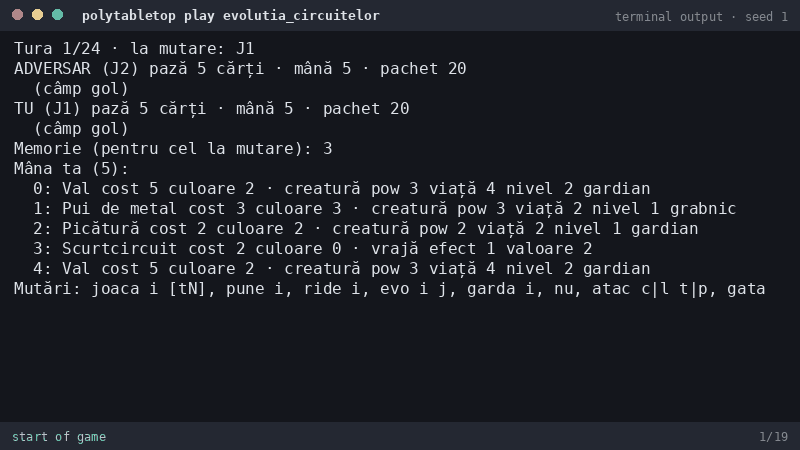 polytabletop play evolutia_circuitelor
terminal output · seed 1
Tura 1/24 · la mutare: J1
ADVERSAR (J2) pază 5 cărți · mână 5 · pachet 20
(câmp gol)
TU (J1) pază 5 cărți · mână 5 · pachet 20
(câmp gol)
Memorie (pentru cel la mutare): 3
Mâna ta (5):
0: Val cost 5 culoare 2 · creatură pow 3 viață 4 nivel 2 gardian
1: Pui de metal cost 3 culoare 3 · creatură pow 3 viață 2 nivel 1 grabnic
2: Picătură cost 2 culoare 2 · creatură pow 2 viață 2 nivel 1 gardian
3: Scurtcircuit cost 2 culoare 0 · vrajă efect 1 valoare 2
4: Val cost 5 culoare 2 · creatură pow 3 viață 4 nivel 2 gardian
Mutări: joaca i [tN], pune i, ride i, evo i j, garda i, nu, atac c|l t|p, gata
start of game
1/19